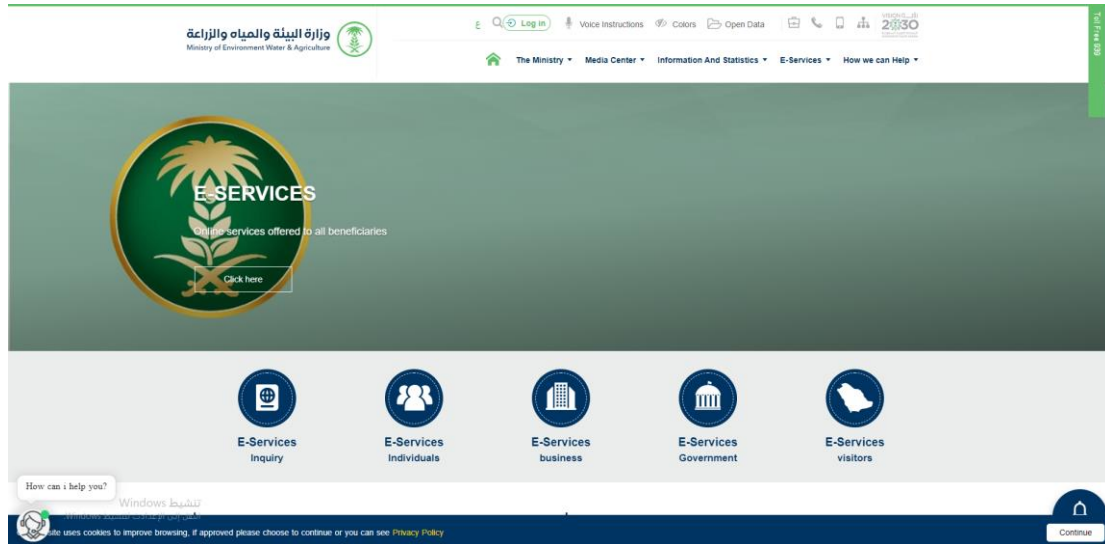 وزارة البيئة والمياه والزراعة
Ministry of Environment Water & Agriculture
ع
Log in
Voice Instructions
Colors
Open Data
VISION
2030
Toll Free 939
The Ministry
Media Center
Information And Statistics
E-Services
How we can Help
E-SERVICES
Online services offered to all beneficiaries
Click here
E-Services
Inquiry
E-Services
Individuals
E-Services
business
E-Services
Government
E-Services
visitors
How can i help you?
تنشيط Windows
site uses cookies to improve browsing, if approved please choose to continue or you can see Privacy Policy
Continue